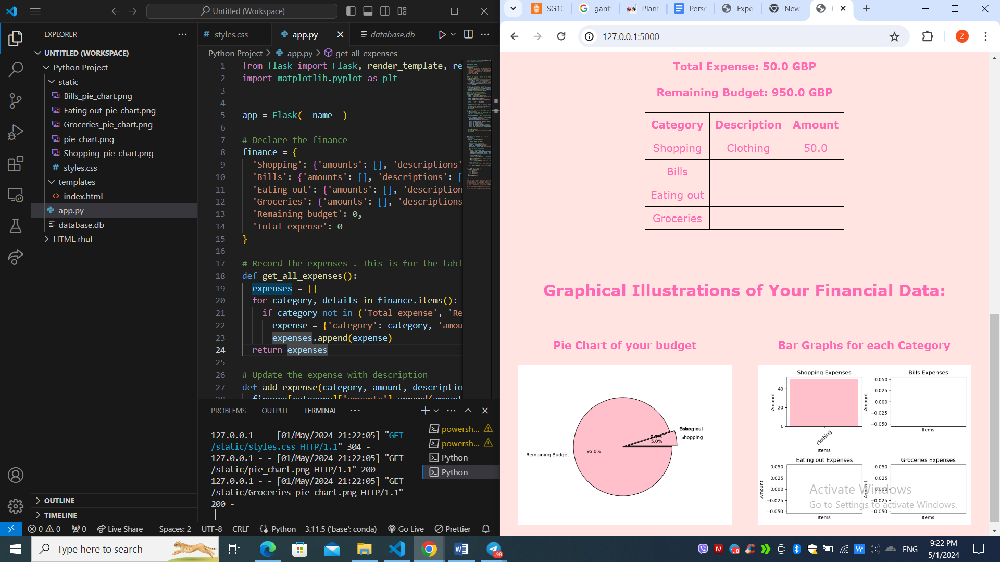 Untitled (Workspace)
EXPLORER
UNTITLED (WORKSPACE)
Python Project
static
Bills_pie_chart.png
Eating out_pie_chart.png
Groceries_pie_chart.png
pie_chart.png
Shopping_pie_chart.png
# styles.css
templates
<> index.html
app.py
database.db
HTML rhul
OUTLINE
TIMELINE
# styles.css
app.py
database.db
Python Project > app.py > get_all_expenses
1 from flask import Flask, render_template, re
2 import matplotlib.pyplot as plt
3
4
5 app = Flask(__name__)
6
7 # Declare the finance
8 finance = {
9 'Shopping': {'amounts': [], 'descriptions'
10 'Bills': {'amounts': [], 'descriptions': [
11 'Eating out': {'amounts': [], 'description
12 'Groceries': {'amounts': [], 'descriptions
13 'Remaining budget': 0,
14 'Total expense': 0
15 }
16
17 # Record the expenses . This is for the tabl
18 def get_all_expenses():
19 expenses = []
20 for category, details in finance.items():
21 if category not in ('Total expense', 'Re
22 expense = {'category': category, 'amou
23 expenses.append(expense)
24 return expenses
25
26 # Update the expense with description
27 def add_expense(category, amount, descriptio
28 finance[category]['amounts'].append(amount
PROBLEMS OUTPUT TERMINAL
127.0.0.1 - - [01/May/2024 21:22:05] "GET
/static/styles.css HTTP/1.1" 304 -
127.0.0.1 - - [01/May/2024 21:22:05] "GET
/static/pie_chart.png HTTP/1.1" 200 -
127.0.0.1 - - [01/May/2024 21:22:05] "GET
/static/Groceries_pie_chart.png HTTP/1.1"
200 -
powersh...
powersh...
Python
Python
0 0 0 Live Share Spaces: 2 UTF-8 CRLF Python 3.11.5 ('base': conda) Go Live Prettier
SG10 gant Plant Perso Expe New
127.0.0.1:5000
Z
Total Expense: 50.0 GBP
Remaining Budget: 950.0 GBP
Category Description Amount
Shopping Clothing 50.0
Bills
Eating out
Groceries
Graphical Illustrations of Your Financial Data:
Pie Chart of your budget
Remaining Budget
95.0%
5.0%
Shopping
Bar Graphs for each Category
Shopping Expenses
Amount
40
20
0
Clothing
Items
Bills Expenses
Amount
0.050
0.025
0.000
−0.025
−0.050
Items
Eating out Expenses
Amount
0.050
0.025
0.000
−0.025
−0.050
Items
Groceries Expenses
Amount
0.050
0.025
0.000
−0.025
−0.050
Items
Activate Windows
Go to Settings to activate Windows.
Type here to search
ENG
9:22 PM
5/1/2024